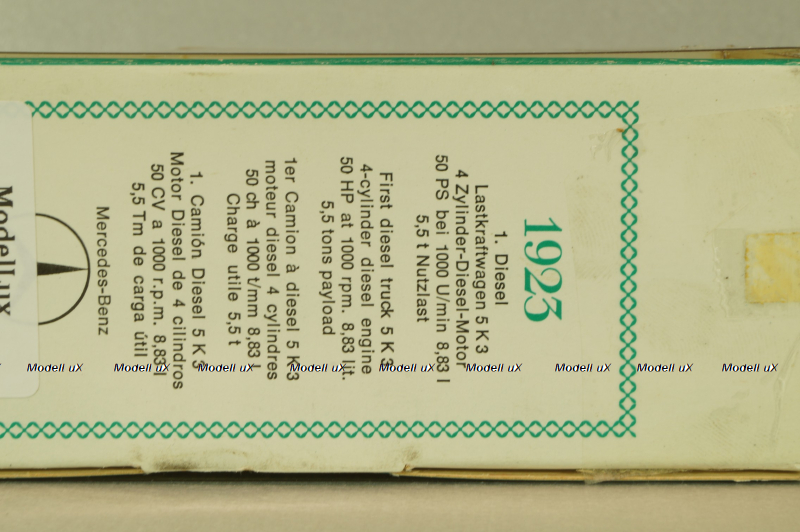 1923
1. Diesel
Lastkraftwagen 5 K 3
4 Zylinder-Diesel-Motor
50 PS bei 1000 U/min 8,83 l
5,5 t Nutzlast
First diesel truck 5 K 3
4-cylinder diesel engine
50 HP at 1000 rpm. 8,83 lit.
5,5 tons payload
1er Camion à diesel 5 K 3
moteur diesel 4 cylindres
50 ch à 1000 t/mm 8,83 l
Charge utile 5,5 t
1. Camión Diesel 5 K 3
Motor Diesel de 4 cilindros
50 CV a 1000 r.p.m. 8,83 l
5,5 Tm de carga útil
Mercedes-Benz
ModelLux
Modell uX Modell uX Modell uX Modell uX Modell uX Modell uX Modell uX Modell uX Modell uX